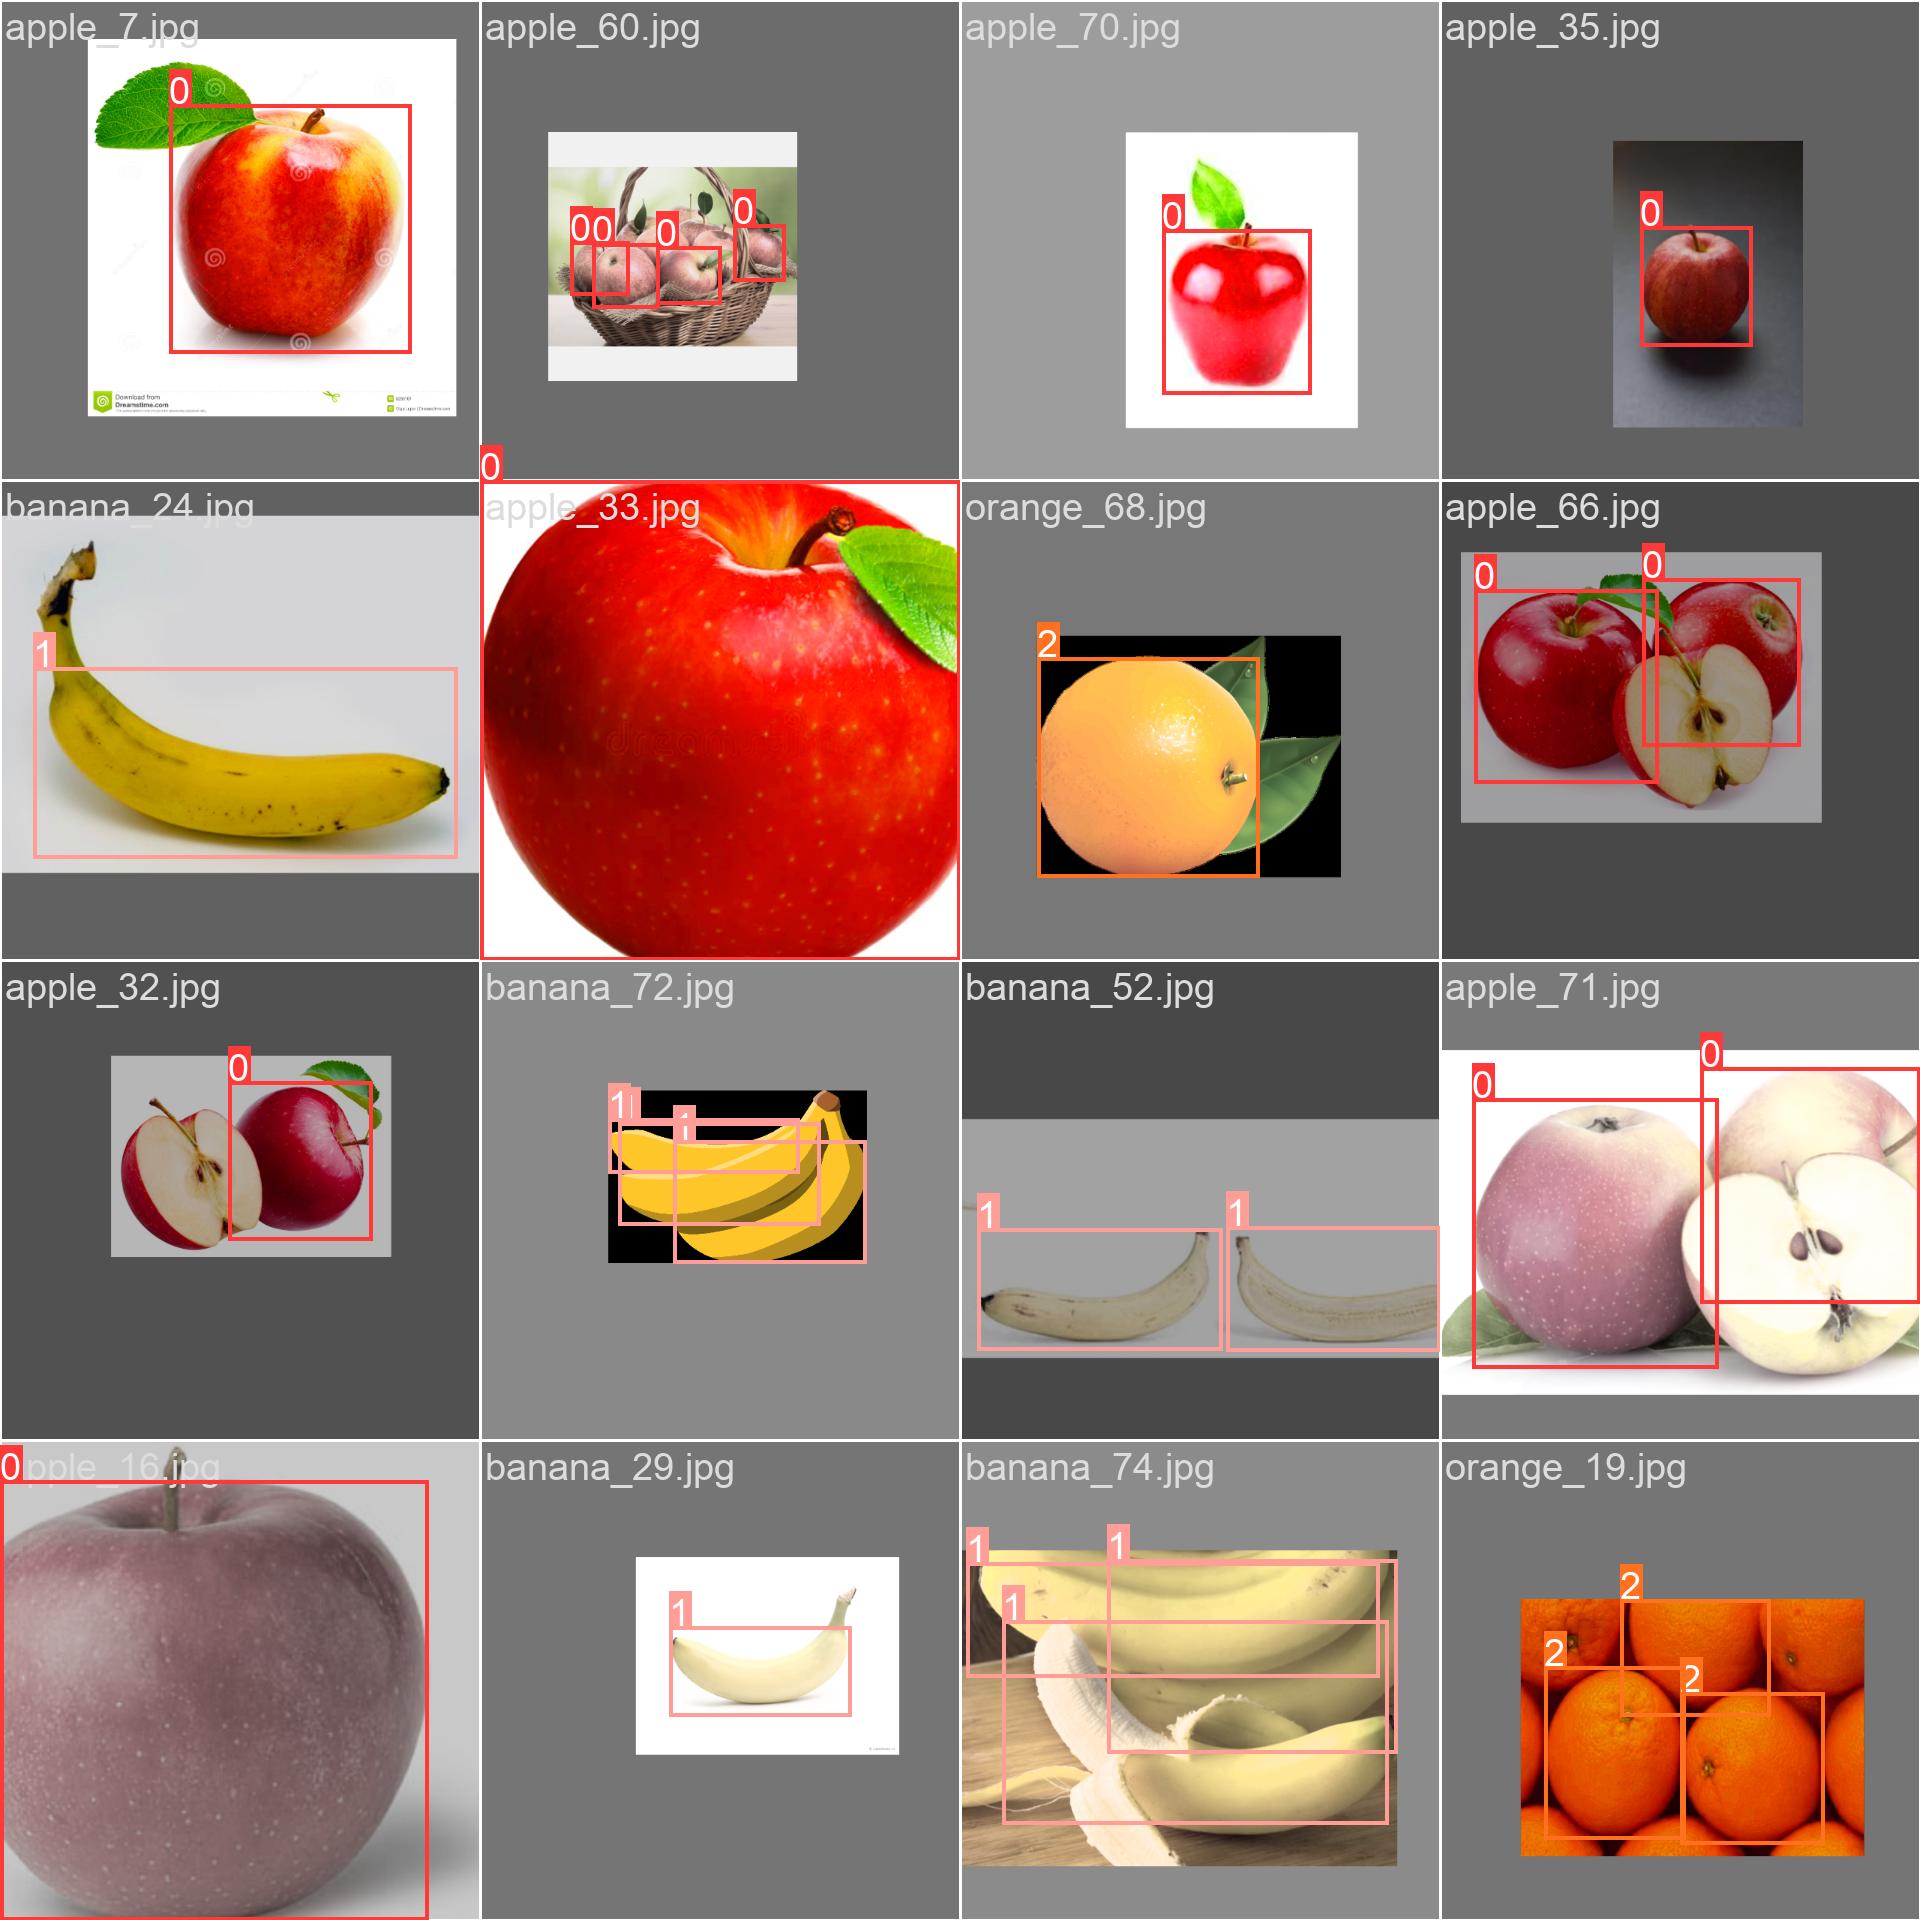 apple_7.jpg
apple_60.jpg
apple_70.jpg
apple_35.jpg
0
0
0
0
0
0
0
Download from
Dreamstime.com
0
banana_24.jpg
apple_33.jpg
orange_68.jpg
apple_66.jpg
0
0
1
2
apple_32.jpg
banana_72.jpg
banana_52.jpg
apple_71.jpg
0
0
0
1
1
1
1
pple_16.jpg
banana_29.jpg
banana_74.jpg
orange_19.jpg
0
1
1
1
1
2
2
2